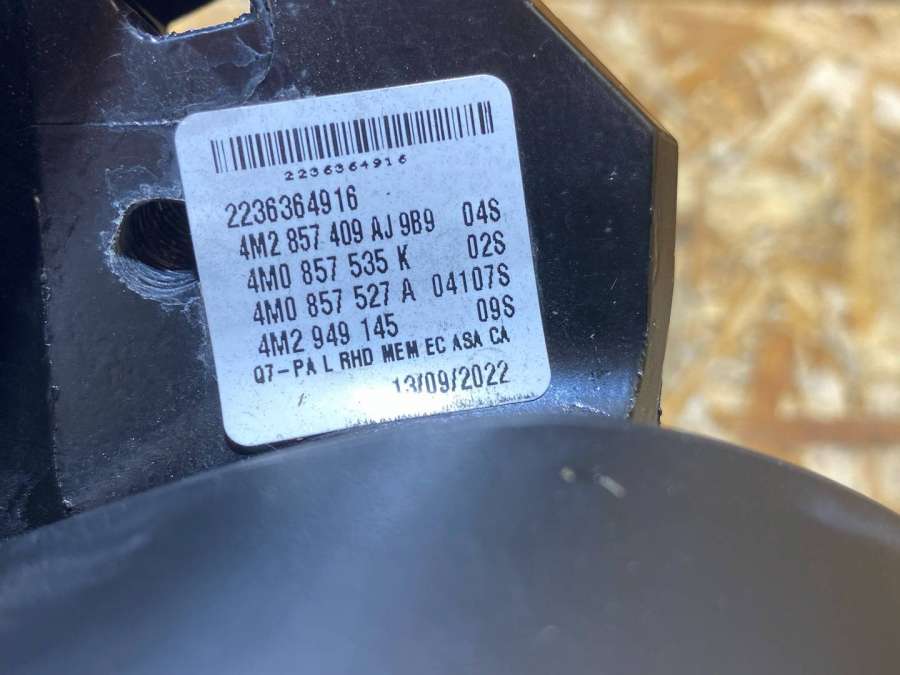 2236364916
2236364916
4M2 857 409 AJ 9B9 04S
4M0 857 535 K 02S
4M0 857 527 A 04107S
4M2 949 145 09S
Q7-PA L RHD MEM EC ASA CA
13/09/2022